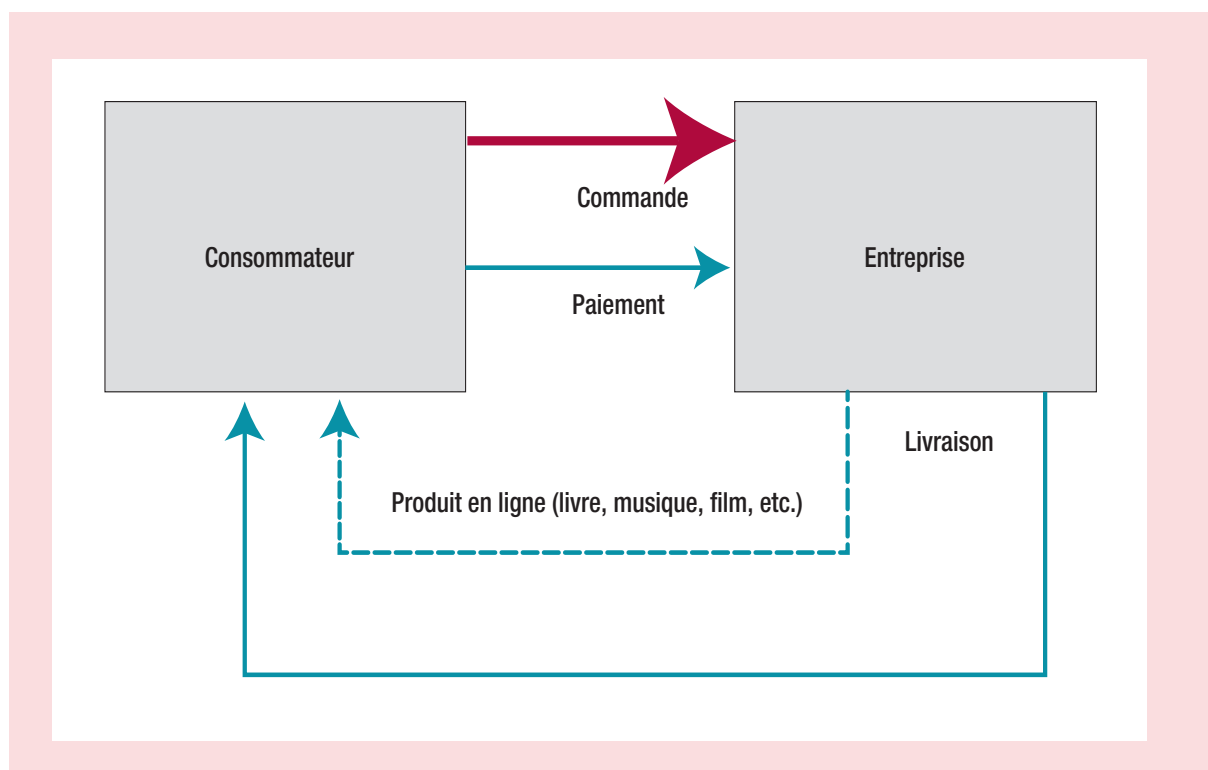 Commande
Consommateur
Entreprise
Paiement
Livraison
Produit en ligne (livre, musique, film, etc.)